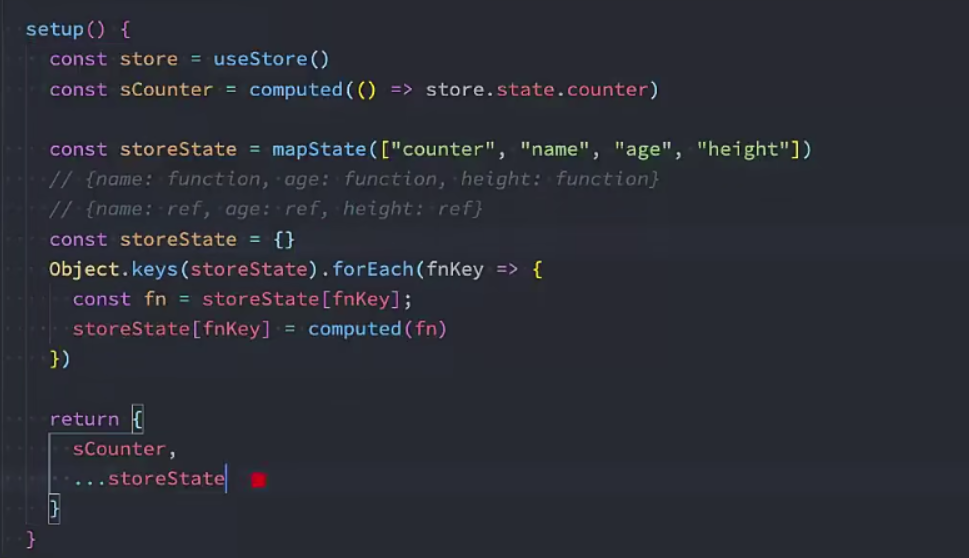 setup() {
const store = useStore()
const sCounter = computed(() => store.state.counter)
const storeState = mapState(["counter", "name", "age", "height"])
// {name: function, age: function, height: function}
// {name: ref, age: ref, height: ref}
const storeState = {}
Object.keys(storeState).forEach(fnKey => {
const fn = storeState[fnKey];
storeState[fnKey] = computed(fn)
})
return {
sCounter,
...storeState
}
}